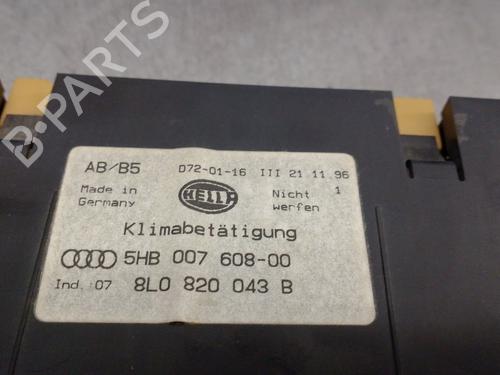 B-PARTS
AB/B5 D72-01-16 III 21 11 96
Made in Germany
HELLA
Nicht werfen
1
Klimabetätigung
5HB 007 608-00
Ind. 07 8L0 820 043 B